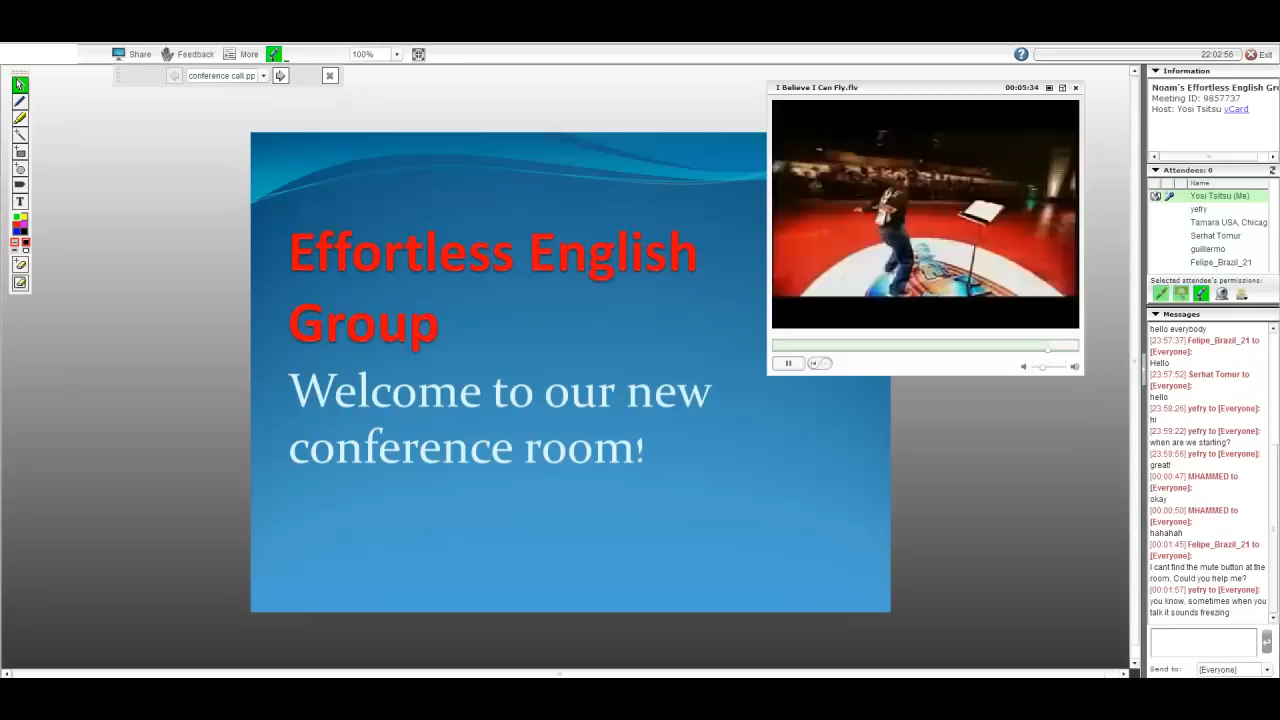 Share Feedback More 100% 22:02:56 Exit
conference call.pp
Effortless English
Group
Welcome to our new
conference room!
I Believe I Can Fly.flv 00:05:34
Information
Noam's Effortless English Gr
Meeting ID: 9857737
Host: Yosi Tsitsu vCard
Attendees: 6
Name
Yosi Tsitsu (Me)
yefry
Tamara USA, Chicag
Serhat Tomur
guillermo
Felipe_Brazil_21
Selected attendee's permissions:
Messages
hello everybody
[23:57:37] Felipe_Brazil_21 to
[Everyone]:
Hello
[23:57:52] Serhat Tomur to
[Everyone]:
hello
[23:58:26] yefry to [Everyone]:
hi
[23:59:22] yefry to [Everyone]:
when are we starting?
[23:59:56] yefry to [Everyone]:
great!
[00:00:47] MHAMMED to
[Everyone]:
okay
[00:00:50] MHAMMED to
[Everyone]:
hahahah
[00:01:45] Felipe_Brazil_21 to
[Everyone]:
I cant find the mute button at the
room. Could you help me?
[00:01:57] yefry to [Everyone]:
you know, sometimes when you
talk it sounds freezing
Send to: [Everyone]